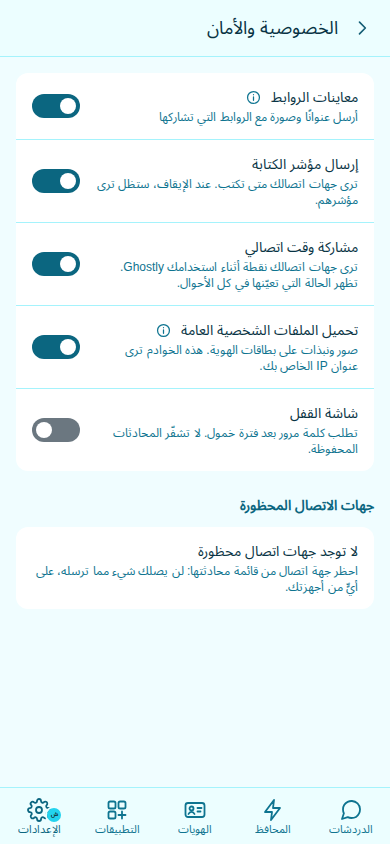 الخصوصية والأمان
معاينات الروابط
أرسل عنوانًا وصورة مع الروابط التي تشاركها
إرسال مؤشر الكتابة
ترى جهات اتصالك متى تكتب. عند الإيقاف، ستظل ترى
مؤشرهم.
مشاركة وقت اتصالي
ترى جهات اتصالك نقطة أثناء استخدامك Ghostly.
تظهر الحالة التي تعيّنها في كل الأحوال.
تحميل الملفات الشخصية العامة
صور ونبذات على بطاقات الهوية. هذه الخوادم ترى
عنوان IP الخاص بك.
شاشة القفل
تطلب كلمة مرور بعد فترة خمول. لا تشفّر المحادثات
المحفوظة.
جهات الاتصال المحظورة
لا توجد جهات اتصال محظورة
احظر جهة اتصال من قائمة محادثتها: لن يصلك شيء مما ترسله، على
أيٍّ من أجهزتك.
الدردشات
المحافظ
الهويات
التطبيقات
الإعدادات